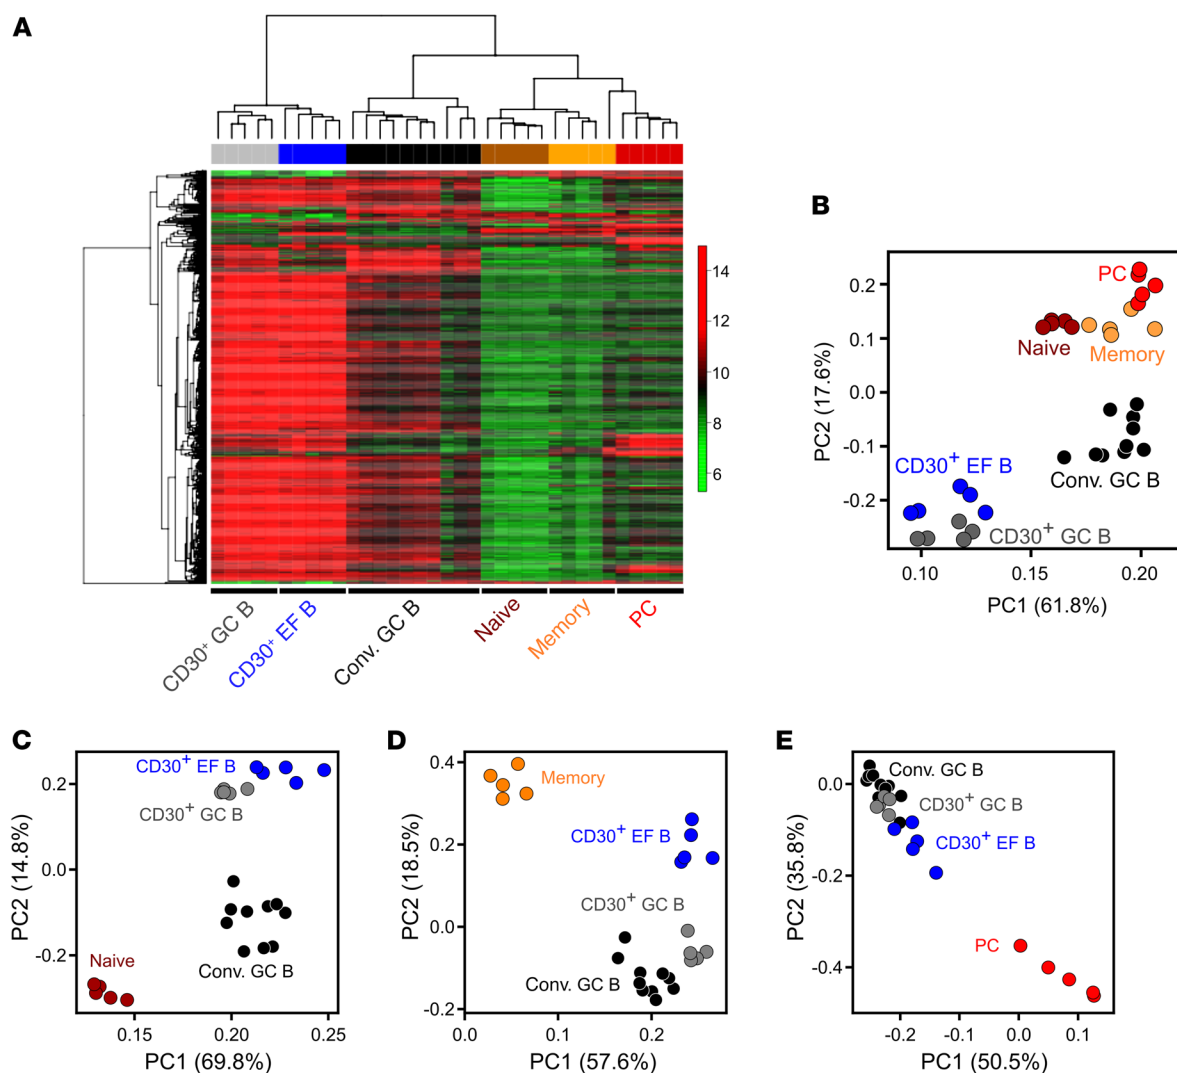 A
14
12
10
8
6
CD30+ GC B
CD30+ EF B
Conv. GC B
Naive
Memory
PC
B
PC2 (17.6%)
0.2
0.1
0.0
-0.1
-0.2
PC
Naive
Memory
CD30+ EF B
Conv. GC B
CD30+ GC B
0.10 0.15 0.20
PC1 (61.8%)
C
PC2 (14.8%)
0.2
0.0
-0.2
CD30+ EF B
CD30+ GC B
Naive
Conv. GC B
0.15 0.20 0.25
PC1 (69.8%)
D
PC2 (18.5%)
0.4
0.2
0.0
-0.2
Memory
CD30+ EF B
CD30+ GC B
Conv. GC B
0.0 0.1 0.2
PC1 (57.6%)
E
PC2 (35.8%)
0.0
-0.2
-0.4
Conv. GC B
CD30+ GC B
CD30+ EF B
PC
-0.2 -0.1 0.0 0.1
PC1 (50.5%)